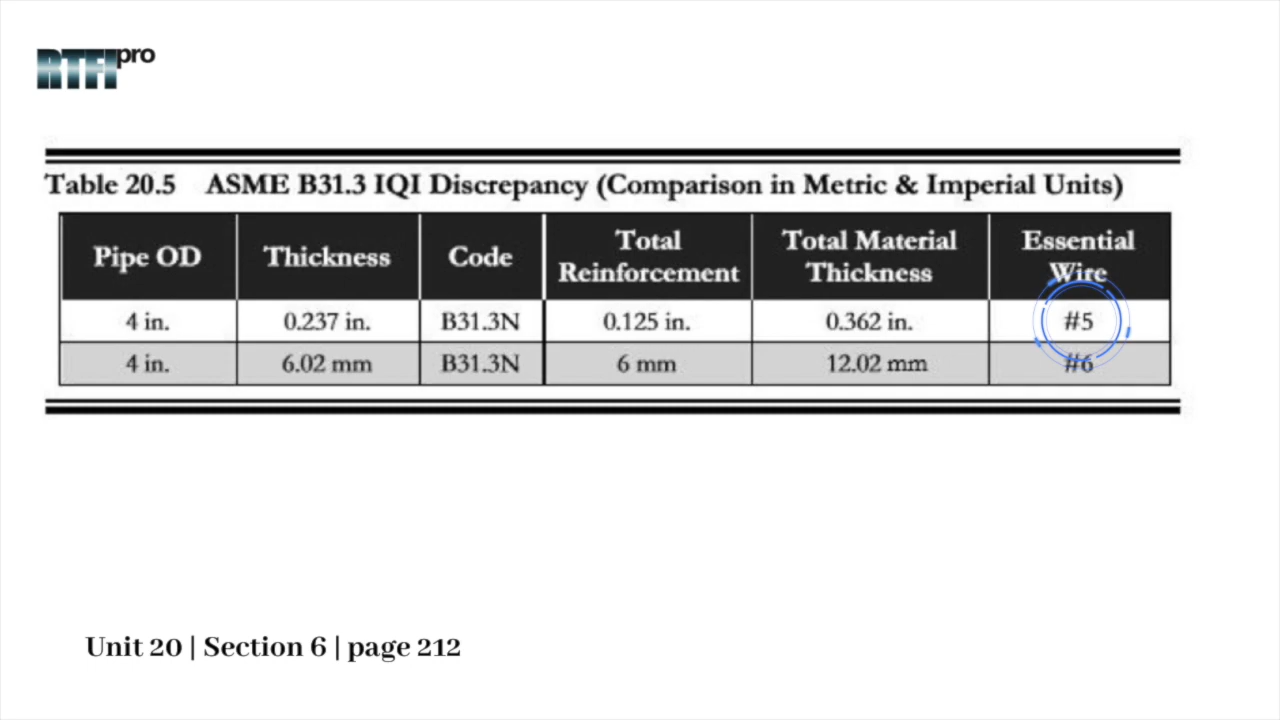 RTFI pro
Table 20.5 ASME B31.3 IQI Discrepancy (Comparison in Metric & Imperial Units)
Pipe OD Thickness Code Total Reinforcement Total Material Thickness Essential Wire
4 in. 0.237 in. B31.3N 0.125 in. 0.362 in. #5
4 in. 6.02 mm B31.3N 6 mm 12.02 mm #6
Unit 20 | Section 6 | page 212